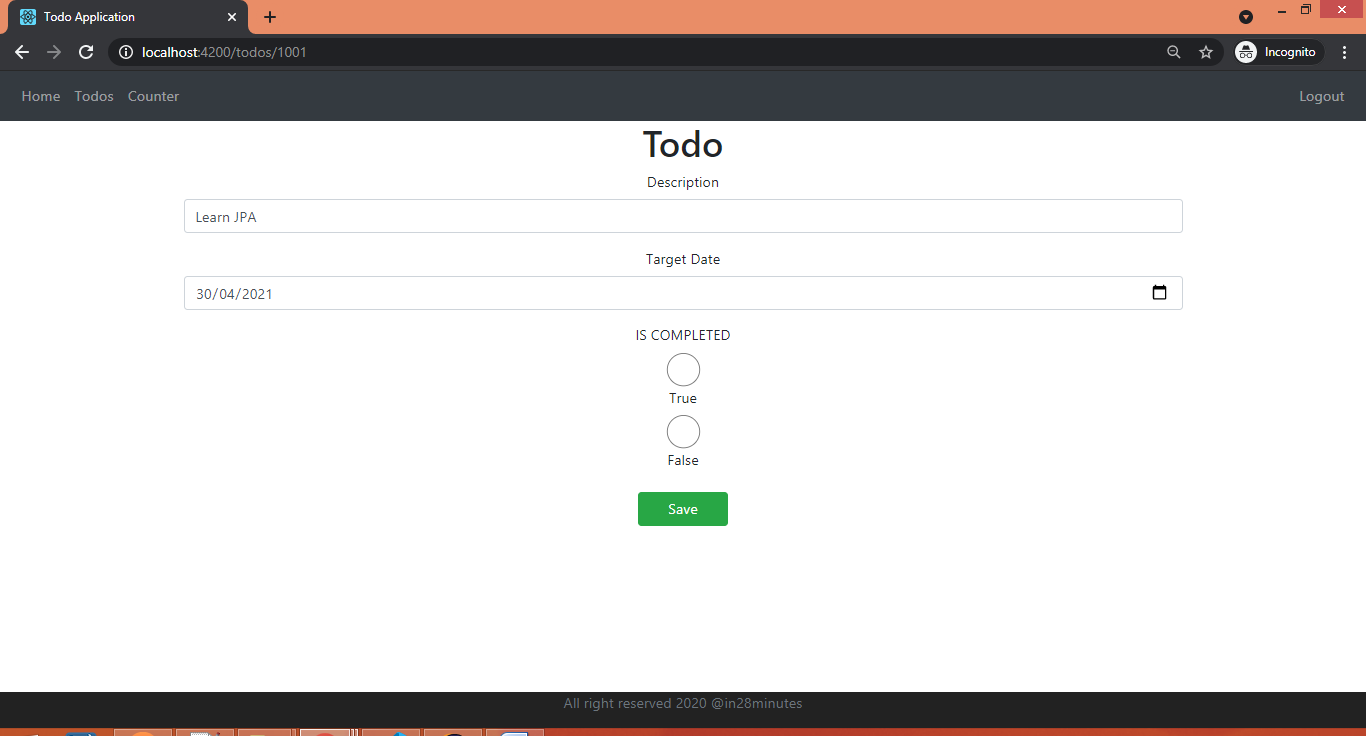 Todo Application
localhost:4200/todos/1001
Incognito
Home Todos Counter Logout
Todo
Description
Learn JPA
Target Date
30/04/2021
IS COMPLETED
True
False
Save
All right reserved 2020 @in28minutes